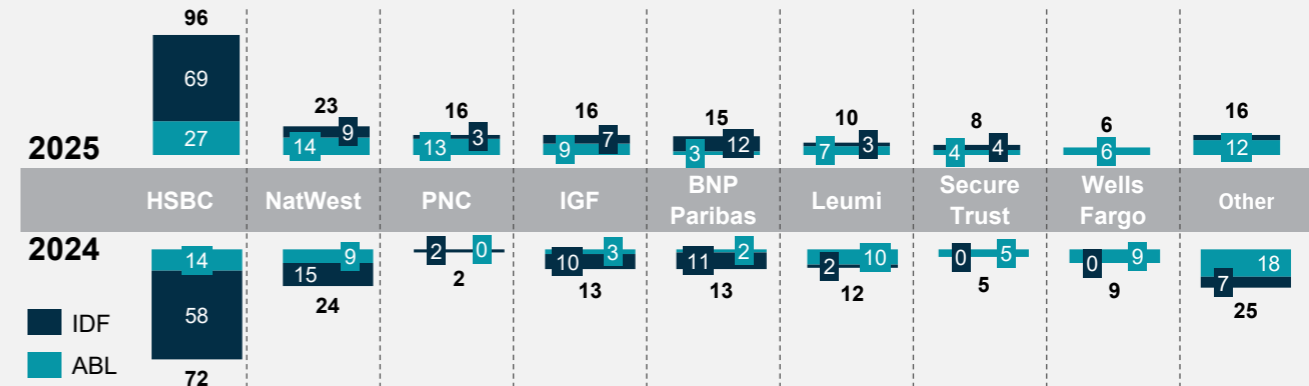 96 23 16 16 15 10 8 6 16
69 9 3 7 12 3 4
27 14 13 9 3 7 4 6 12
2025
HSBC NatWest PNC IGF BNP Paribas Leumi Secure Trust Wells Fargo Other
2024
14 9 2 0 10 3 11 2 2 10 0 5 0 9 18
58 15 7
72 24 2 13 13 12 5 9 25
IDF
ABL